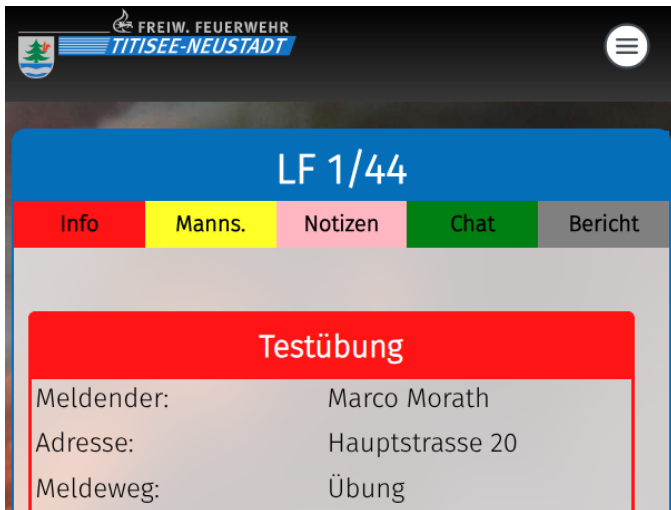 FREIW. FEUERWEHR
TITISEE-NEUSTADT
LF 1/44
Info Manns. Notizen Chat Bericht
Testübung
Meldender: Marco Morath
Adresse: Hauptstrasse 20
Meldeweg: Übung